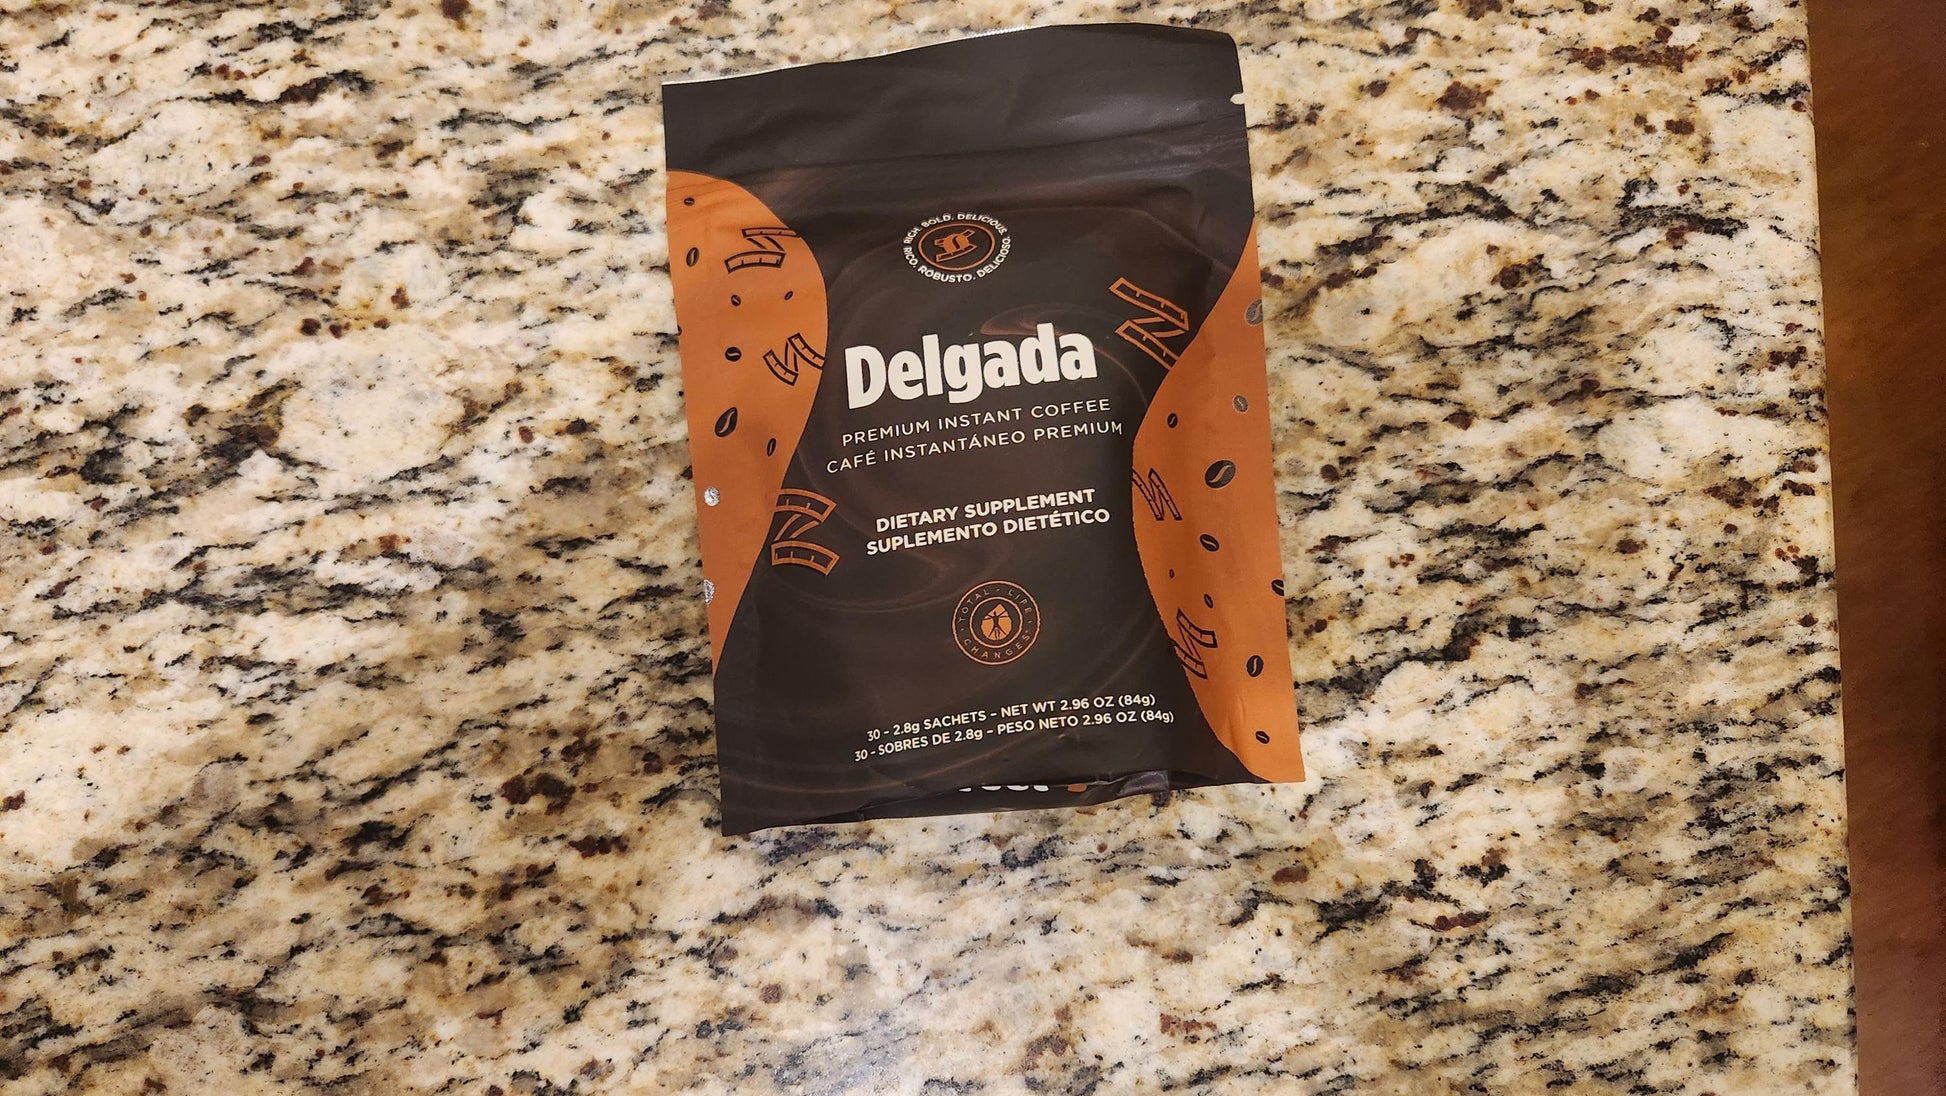 RICH. BOLD. DELICIOUS.
RICO. ROBUSTO. DELICIOSO.
Delgada
PREMIUM INSTANT COFFEE
CAFÉ INSTANTÁNEO PREMIUM
DIETARY SUPPLEMENT
SUPLEMENTO DIETÉTICO
TOTAL · LIFE
· CHANGES ·
30 - 2.8g SACHETS - NET WT 2.96 OZ (84g)
30 - SOBRES DE 2.8g - PESO NETO 2.96 OZ (84g)